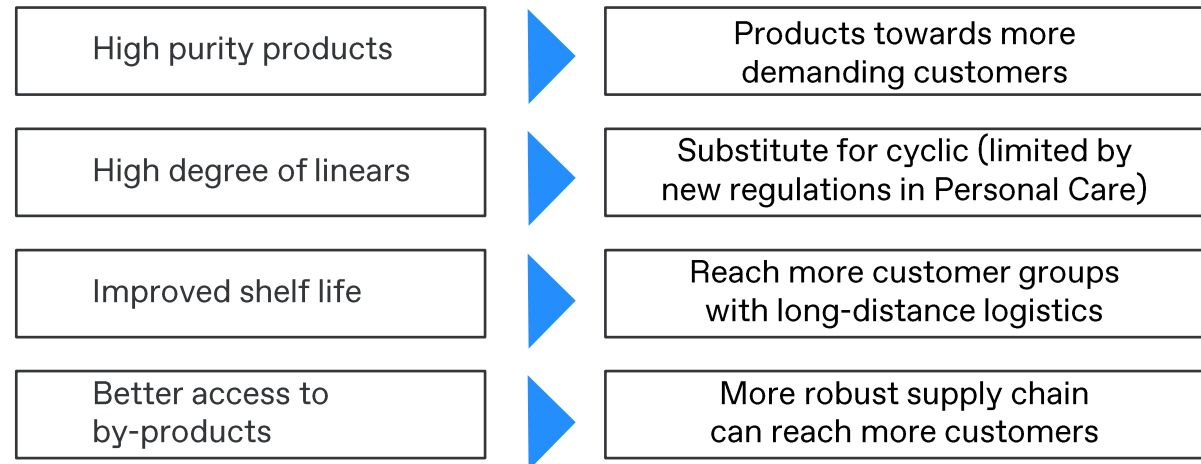 High purity products
Products towards more
demanding customers
High degree of linears
Substitute for cyclic (limited by
new regulations in Personal Care)
Improved shelf life
Reach more customer groups
with long-distance logistics
Better access to
by-products
More robust supply chain
can reach more customers